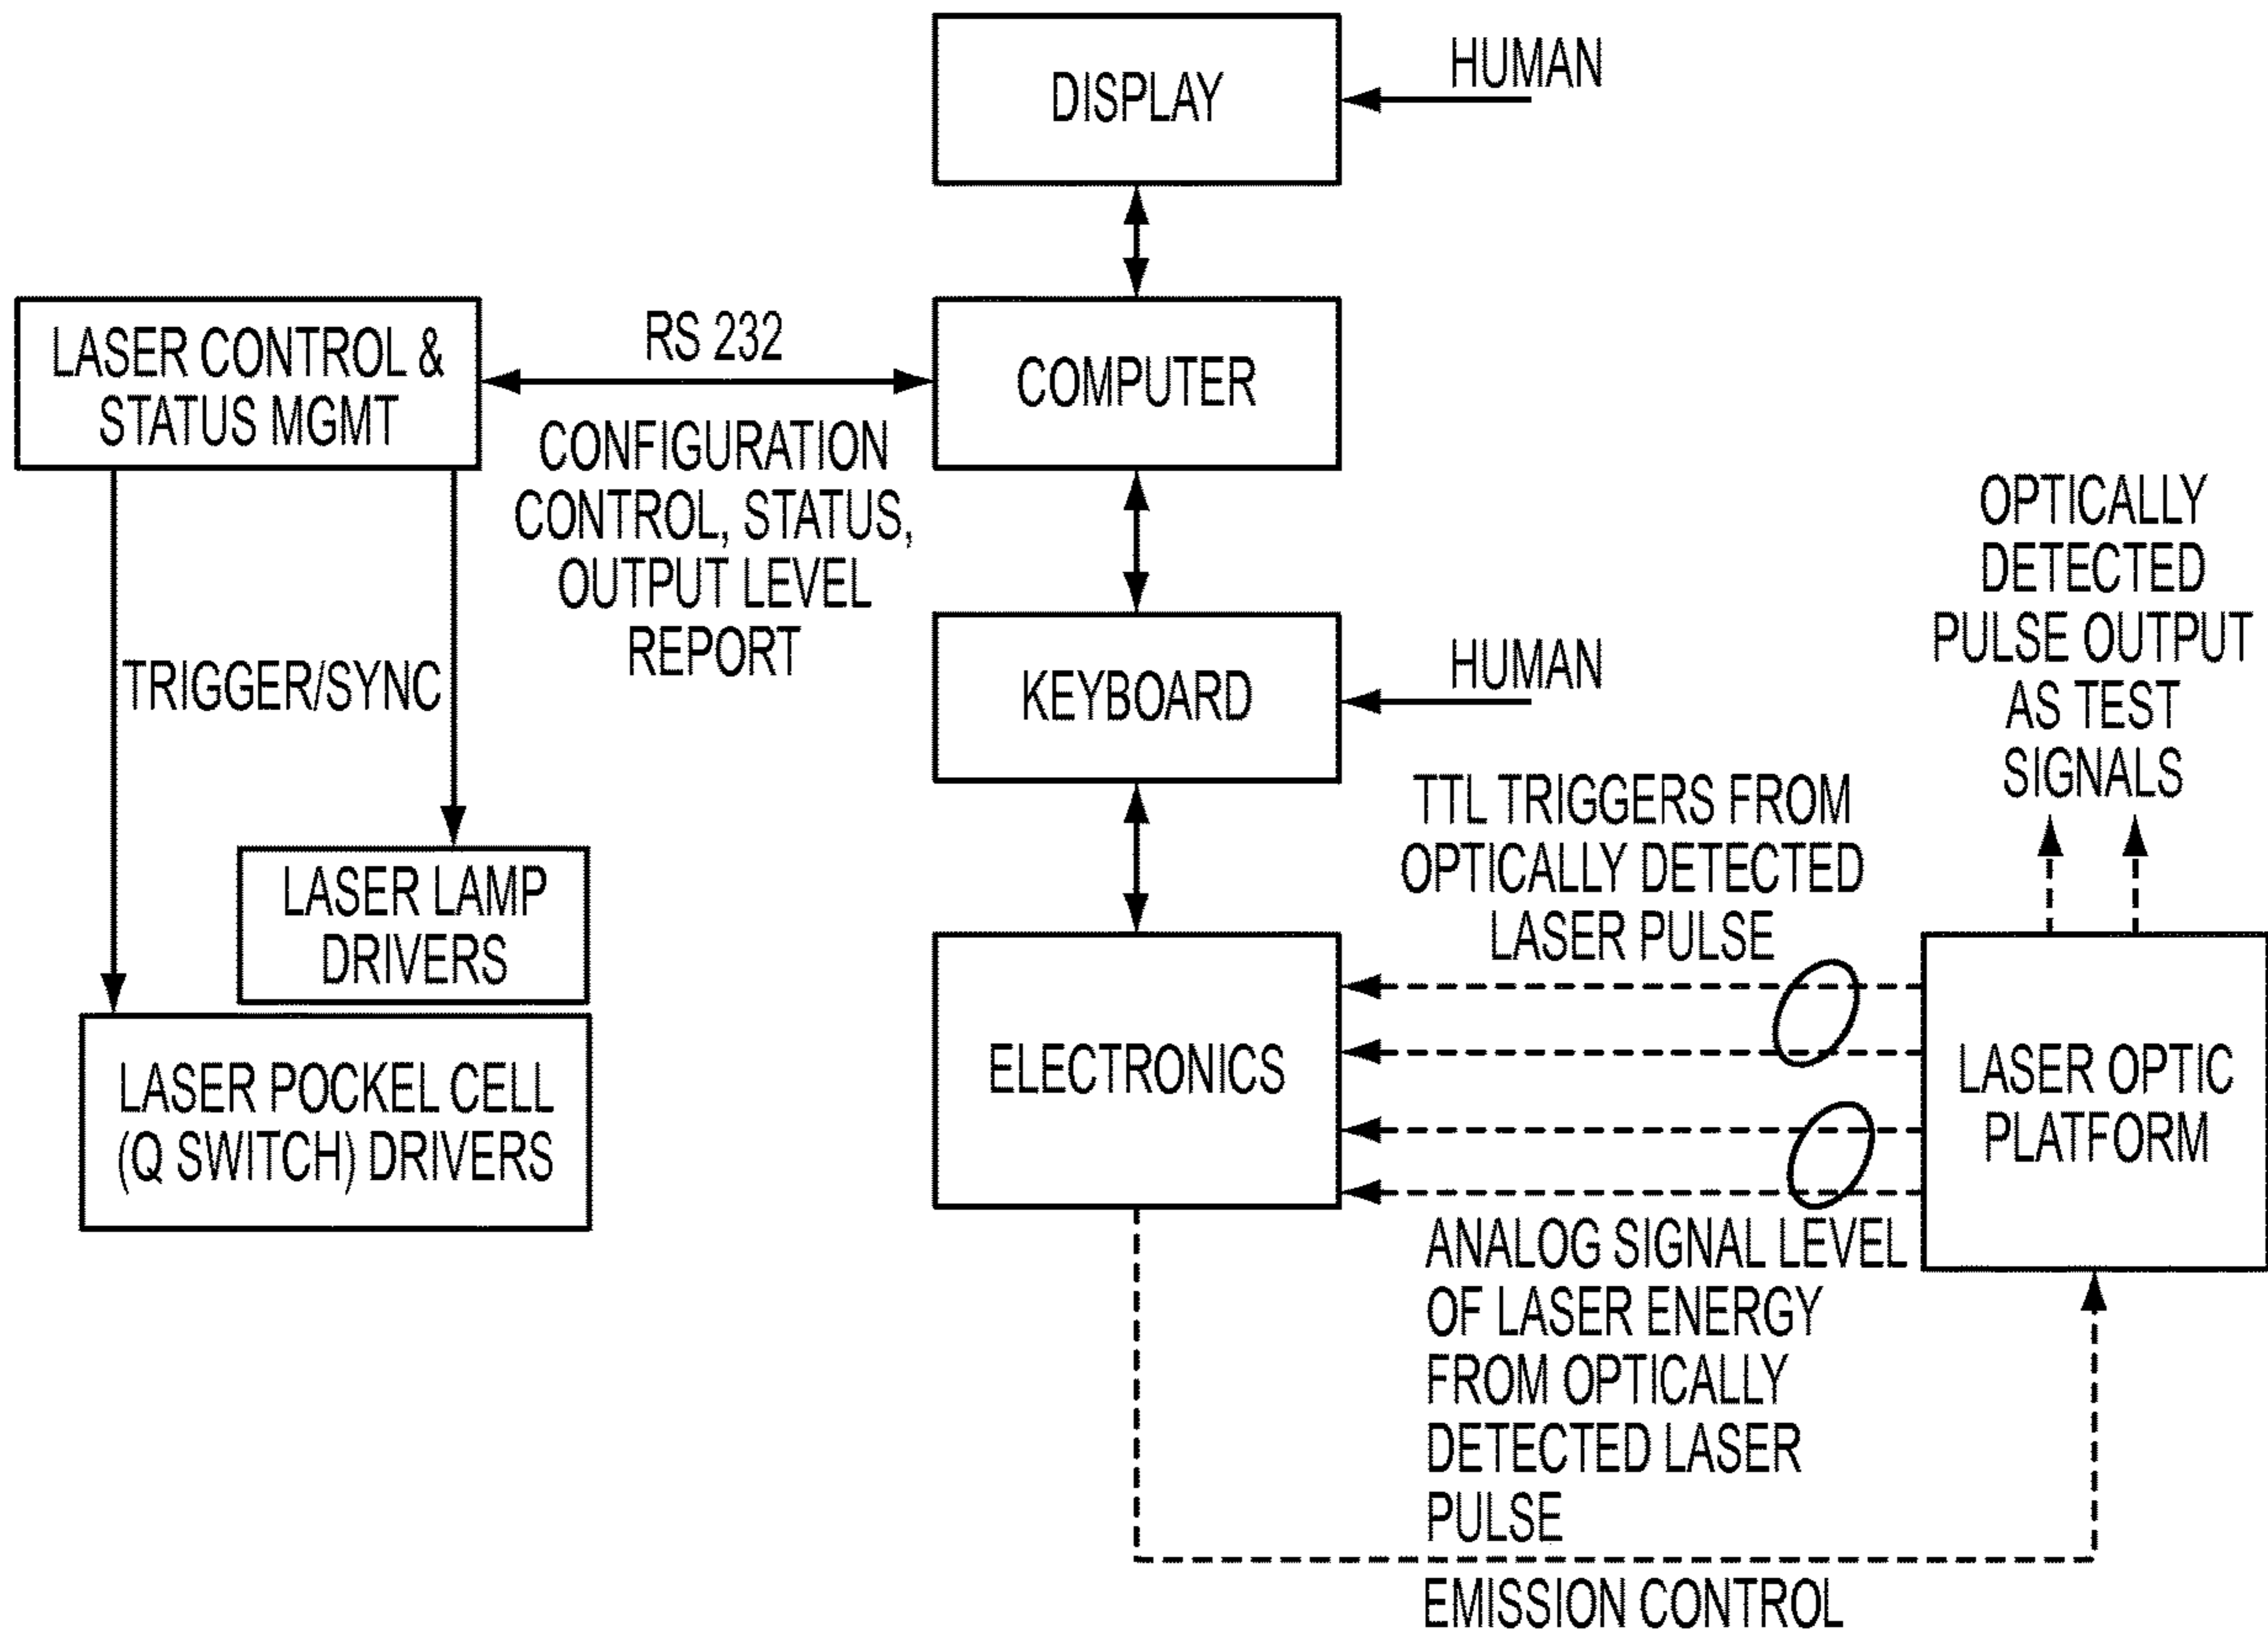 DISPLAY
HUMAN
LASER CONTROL &
STATUS MGMT
RS 232
CONFIGURATION
CONTROL, STATUS,
OUTPUT LEVEL
REPORT
COMPUTER
TRIGGER/SYNC
KEYBOARD
HUMAN
OPTICALLY
DETECTED
PULSE OUTPUT
AS TEST
SIGNALS
LASER LAMP
DRIVERS
LASER POCKEL CELL
(Q SWITCH) DRIVERS
TTL TRIGGERS FROM
OPTICALLY DETECTED
LASER PULSE
ELECTRONICS
LASER OPTIC
PLATFORM
ANALOG SIGNAL LEVEL
OF LASER ENERGY
FROM OPTICALLY
DETECTED LASER
PULSE
EMISSION CONTROL